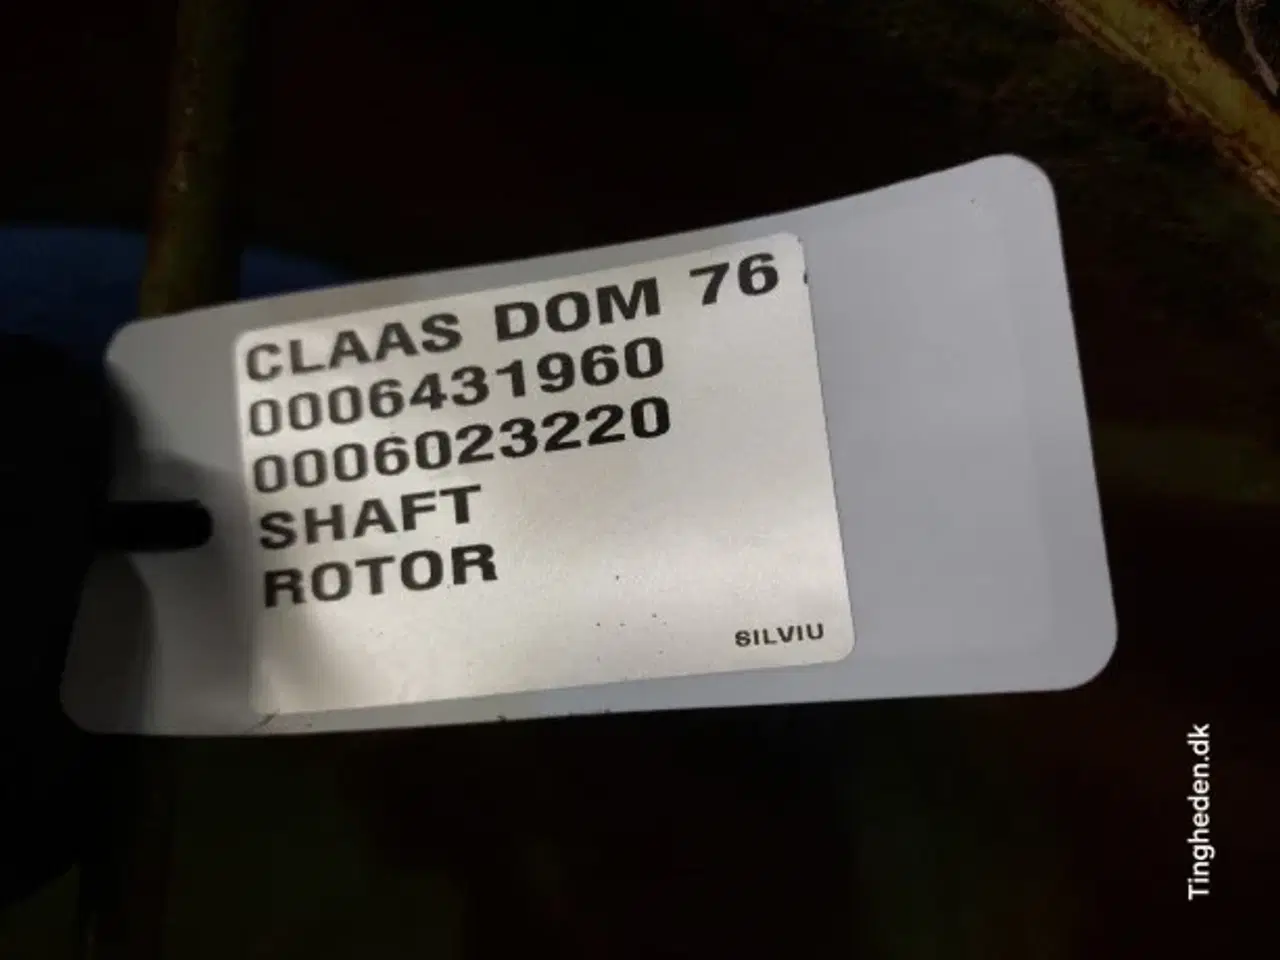 CLAAS DOM 76
0006431960
0006023220
SHAFT
ROTOR
SILVIU
Tingheden.dk